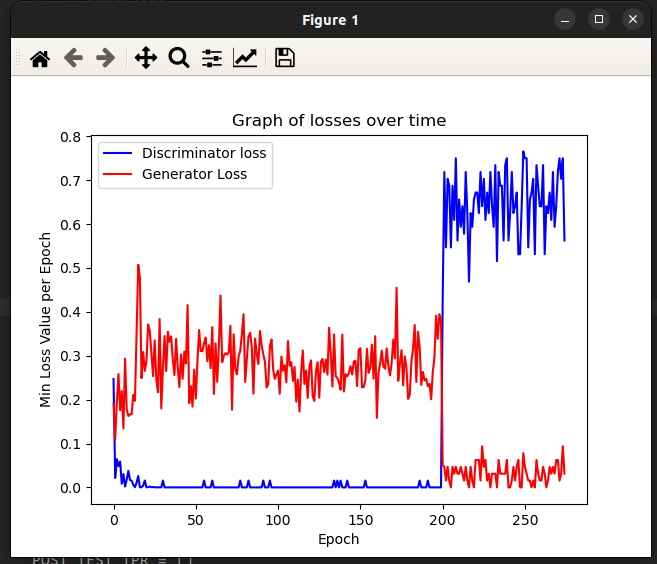 Figure 1
Graph of losses over time
Discriminator loss
Generator Loss
Min Loss Value per Epoch
0.8
0.7
0.6
0.5
0.4
0.3
0.2
0.1
0.0
0 50 100 150 200 250
Epoch